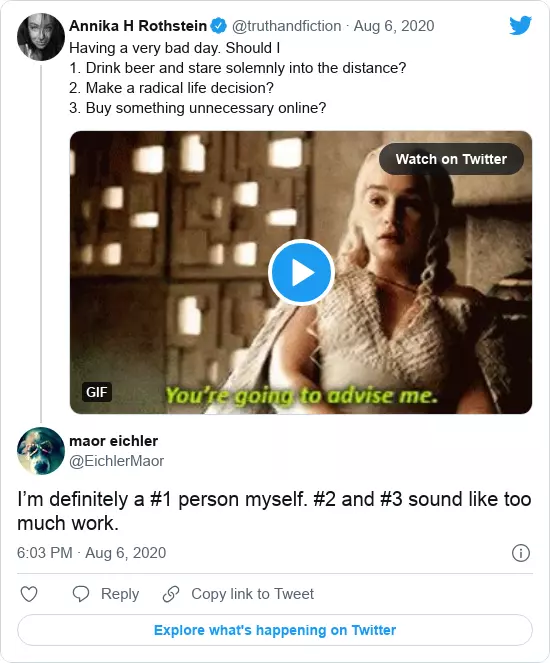 Annika H Rothstein @truthandfiction · Aug 6, 2020
Having a very bad day. Should I
1. Drink beer and stare solemnly into the distance?
2. Make a radical life decision?
3. Buy something unnecessary online?
Watch on Twitter
GIF
You're going to advise me.
maor eichler
@EichlerMaor
I'm definitely a #1 person myself. #2 and #3 sound like too
much work.
6:03 PM · Aug 6, 2020
Reply
Copy link to Tweet
Explore what's happening on Twitter